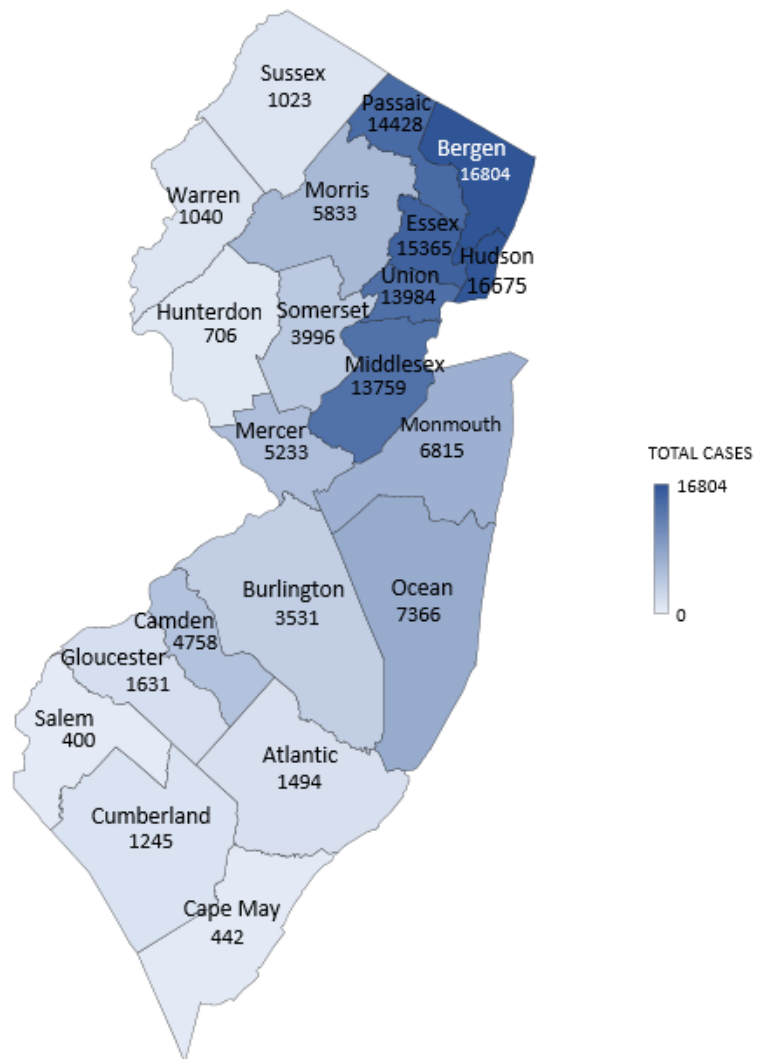 Sussex
1023
Passaic
14428
Bergen
16804
Warren
1040
Morris
5833
Essex
15365
Hudson
16675
Union
13984
Hunterdon
706
Somerset
3996
Middlesex
13759
Mercer
5233
Monmouth
6815
TOTAL CASES
16804
0
Burlington
3531
Ocean
7366
Camden
4758
Gloucester
1631
Salem
400
Atlantic
1494
Cumberland
1245
Cape May
442